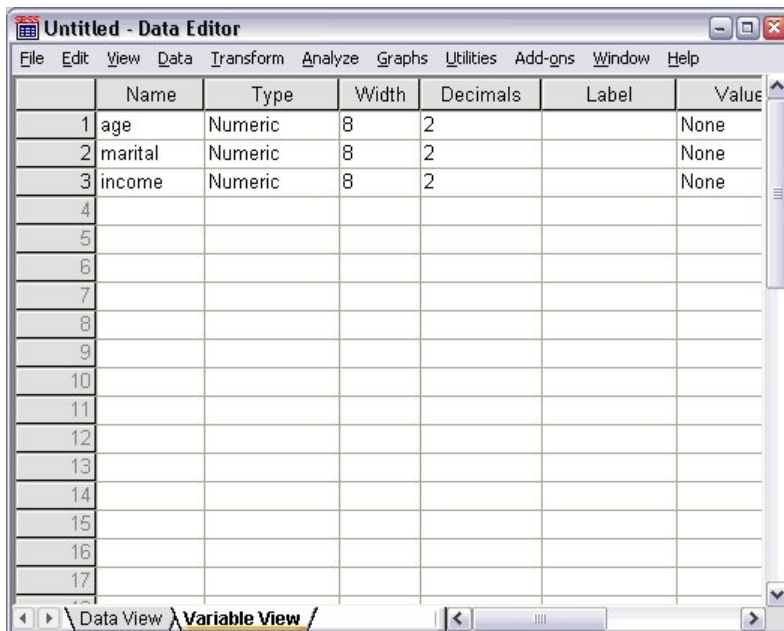 Untitled - Data Editor
File Edit View Data Transform Analyze Graphs Utilities Add-ons Window Help
Name Type Width Decimals Label Value
1 age Numeric 8 2 None
2 marital Numeric 8 2 None
3 income Numeric 8 2 None
4
5
6
7
8
9
10
11
12
13
14
15
16
17
Data View Variable View